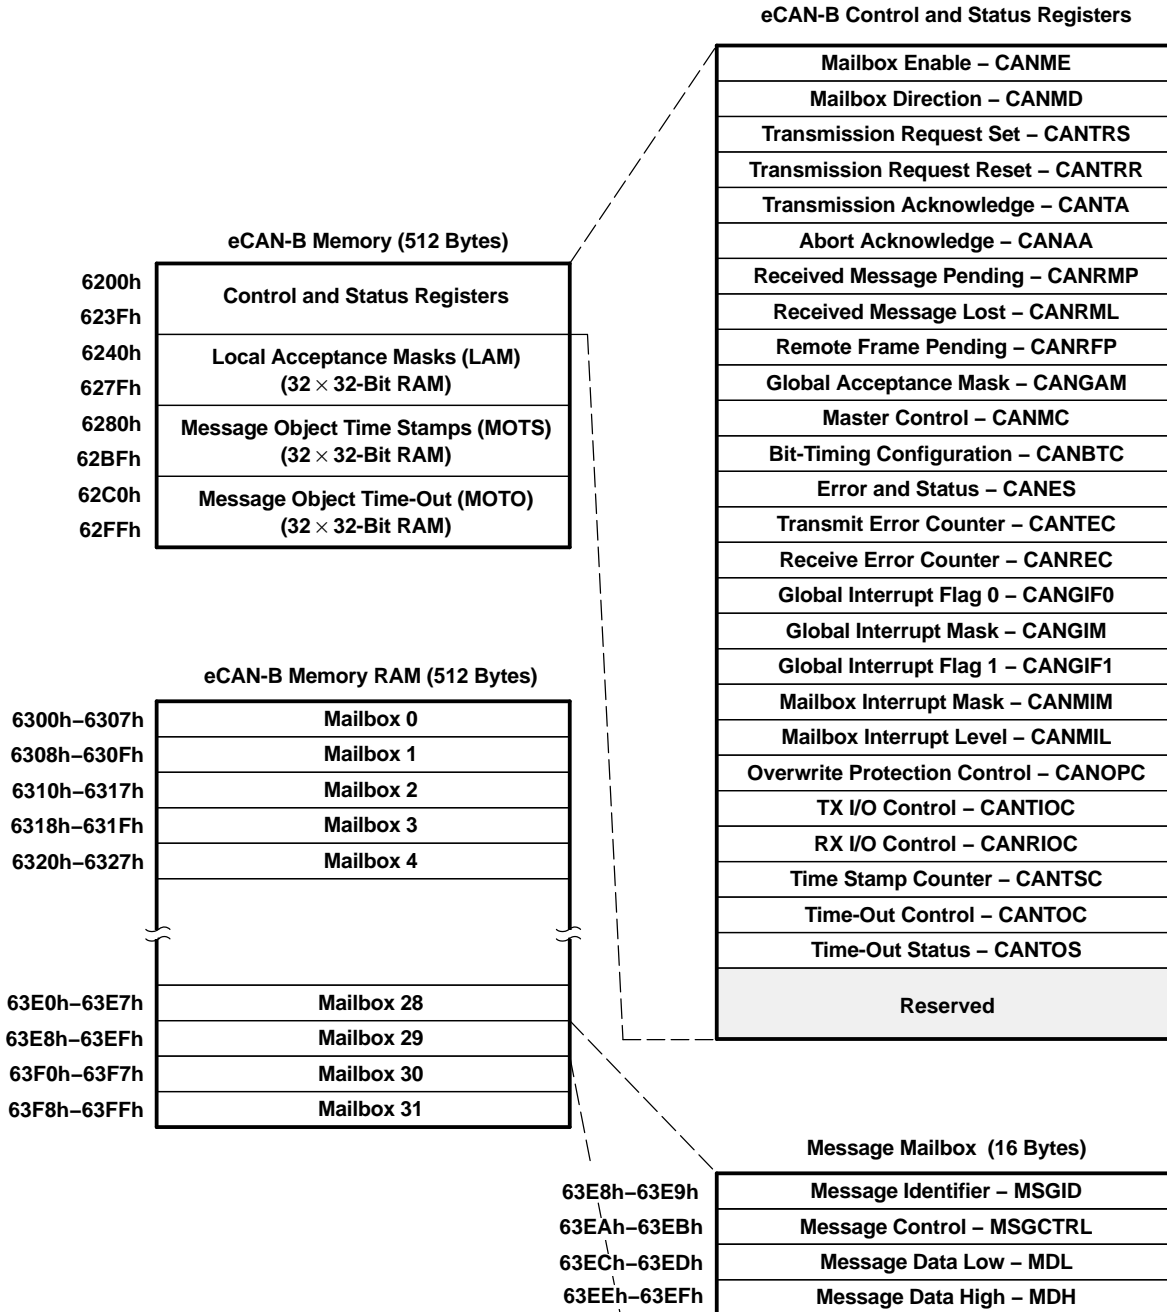 eCAN-B Control and Status Registers
Mailbox Enable – CANME
Mailbox Direction – CANMD
Transmission Request Set – CANTRS
Transmission Request Reset – CANTRR
Transmission Acknowledge – CANTA
Abort Acknowledge – CANAA
Received Message Pending – CANRMP
Received Message Lost – CANRML
Remote Frame Pending – CANRFP
Global Acceptance Mask – CANGAM
Master Control – CANMC
Bit-Timing Configuration – CANBTC
Error and Status – CANES
Transmit Error Counter – CANTEC
Receive Error Counter – CANREC
Global Interrupt Flag 0 – CANGIF0
Global Interrupt Mask – CANGIM
Global Interrupt Flag 1 – CANGIF1
Mailbox Interrupt Mask – CANMIM
Mailbox Interrupt Level – CANMIL
Overwrite Protection Control – CANOPC
TX I/O Control – CANTIOC
RX I/O Control – CANRIOC
Time Stamp Counter – CANTSC
Time-Out Control – CANTOC
Time-Out Status – CANTOS
Reserved
eCAN-B Memory (512 Bytes)
6200h
623Fh
Control and Status Registers
6240h
627Fh
Local Acceptance Masks (LAM)
(32 × 32-Bit RAM)
6280h
62BFh
Message Object Time Stamps (MOTS)
(32 × 32-Bit RAM)
62C0h
62FFh
Message Object Time-Out (MOTO)
(32 × 32-Bit RAM)
eCAN-B Memory RAM (512 Bytes)
6300h–6307h Mailbox 0
6308h–630Fh Mailbox 1
6310h–6317h Mailbox 2
6318h–631Fh Mailbox 3
6320h–6327h Mailbox 4
63E0h–63E7h Mailbox 28
63E8h–63EFh Mailbox 29
63F0h–63F7h Mailbox 30
63F8h–63FFh Mailbox 31
Message Mailbox (16 Bytes)
63E8h–63E9h Message Identifier – MSGID
63EAh–63EBh Message Control – MSGCTRL
63ECh–63EDh Message Data Low – MDL
63EEh–63EFh Message Data High – MDH